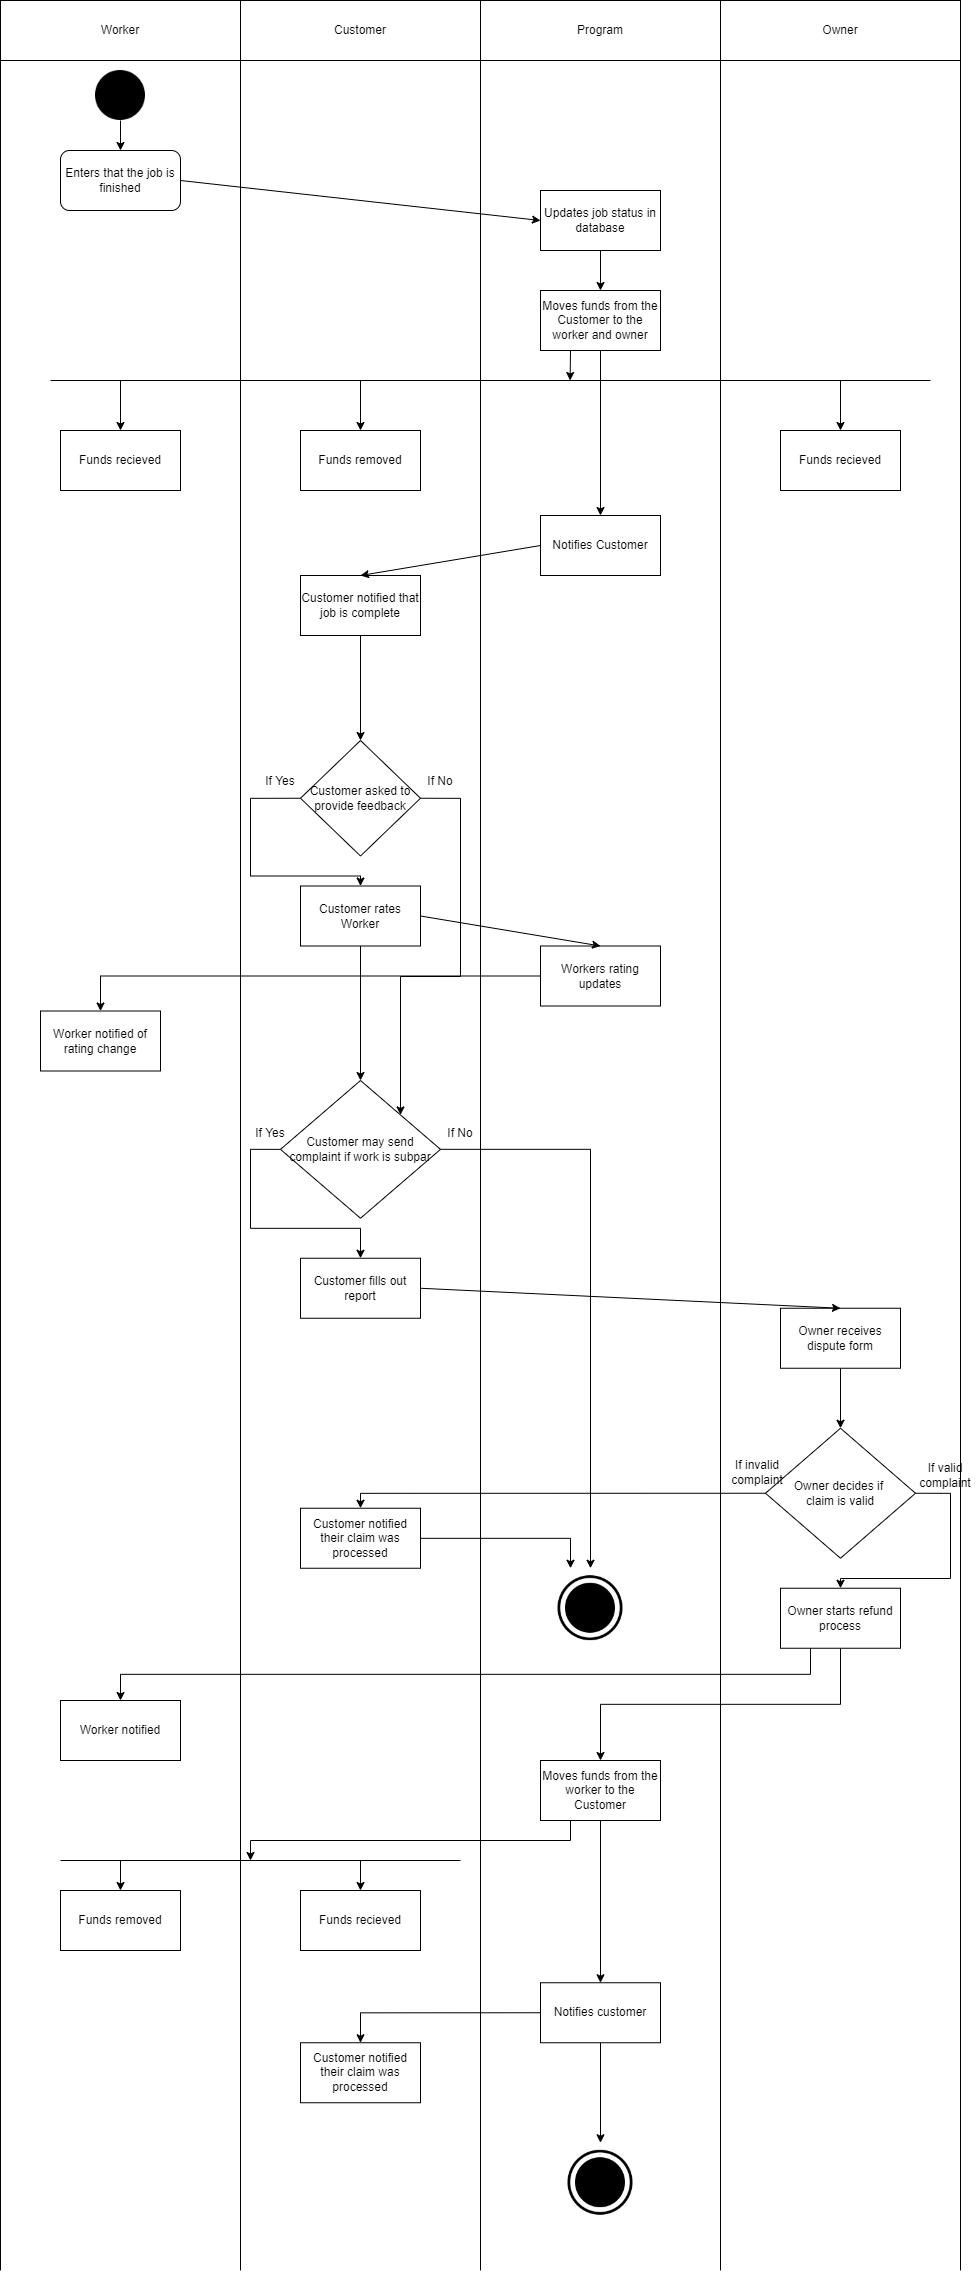 Worker
Customer
Program
Owner
Enters that the job is
finished
Updates job status in
database
Moves funds from the
Customer to the
worker and owner
Funds recieved
Funds removed
Funds recieved
Notifies Customer
Customer notified that
job is complete
If Yes
If No
Customer asked to
provide feedback
Customer rates
Worker
Workers rating
updates
Worker notified of
rating change
If Yes
If No
Customer may send
complaint if work is subpar
Customer fills out
report
Owner receives
dispute form
If invalid
complaint
If valid
complaint
Owner decides if
claim is valid
Customer notified
their claim was
processed
Owner starts refund
process
Worker notified
Moves funds from the
worker to the
Customer
Funds removed
Funds recieved
Notifies customer
Customer notified
their claim was
processed